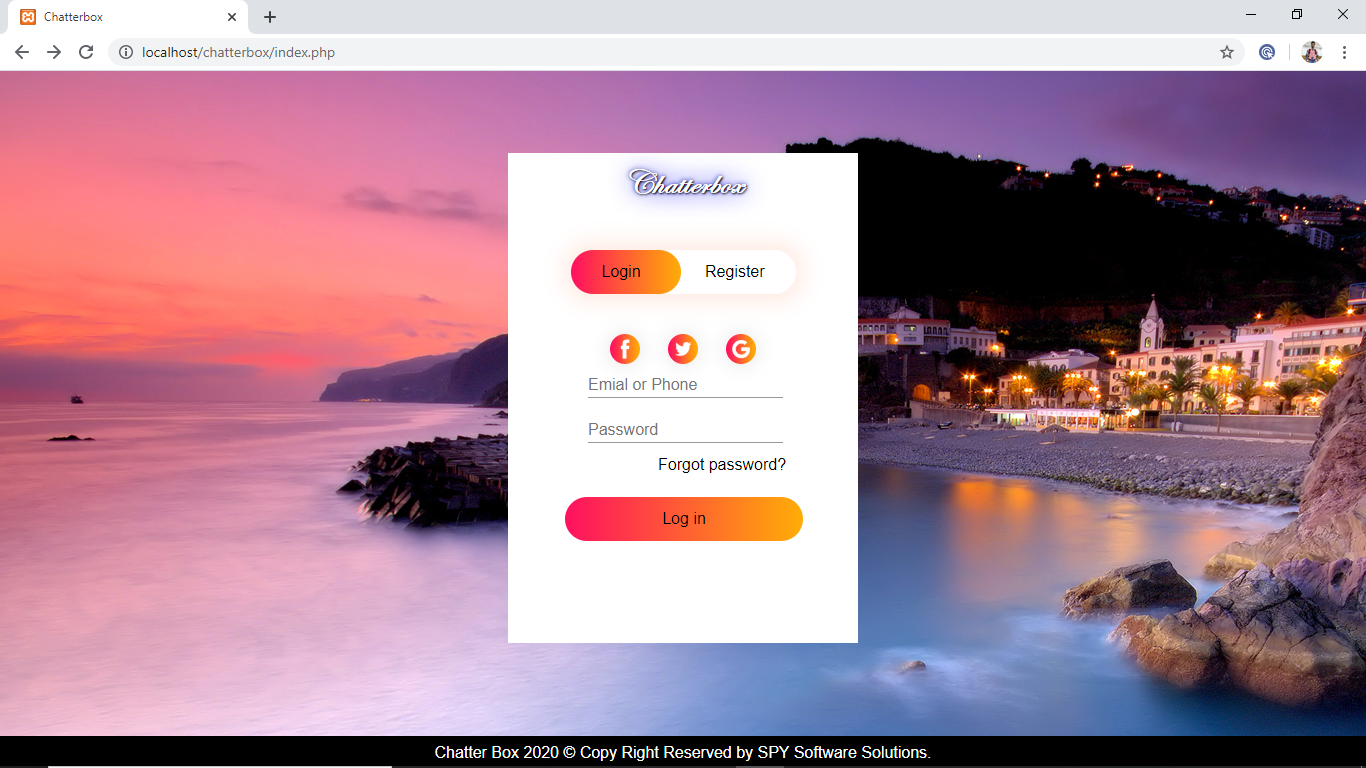 Chatterbox
localhost/chatterbox/index.php
Chatterbox
Login Register
Emial or Phone
Password
Forgot password?
Log in
Chatter Box 2020 © Copy Right Reserved by SPY Software Solutions.